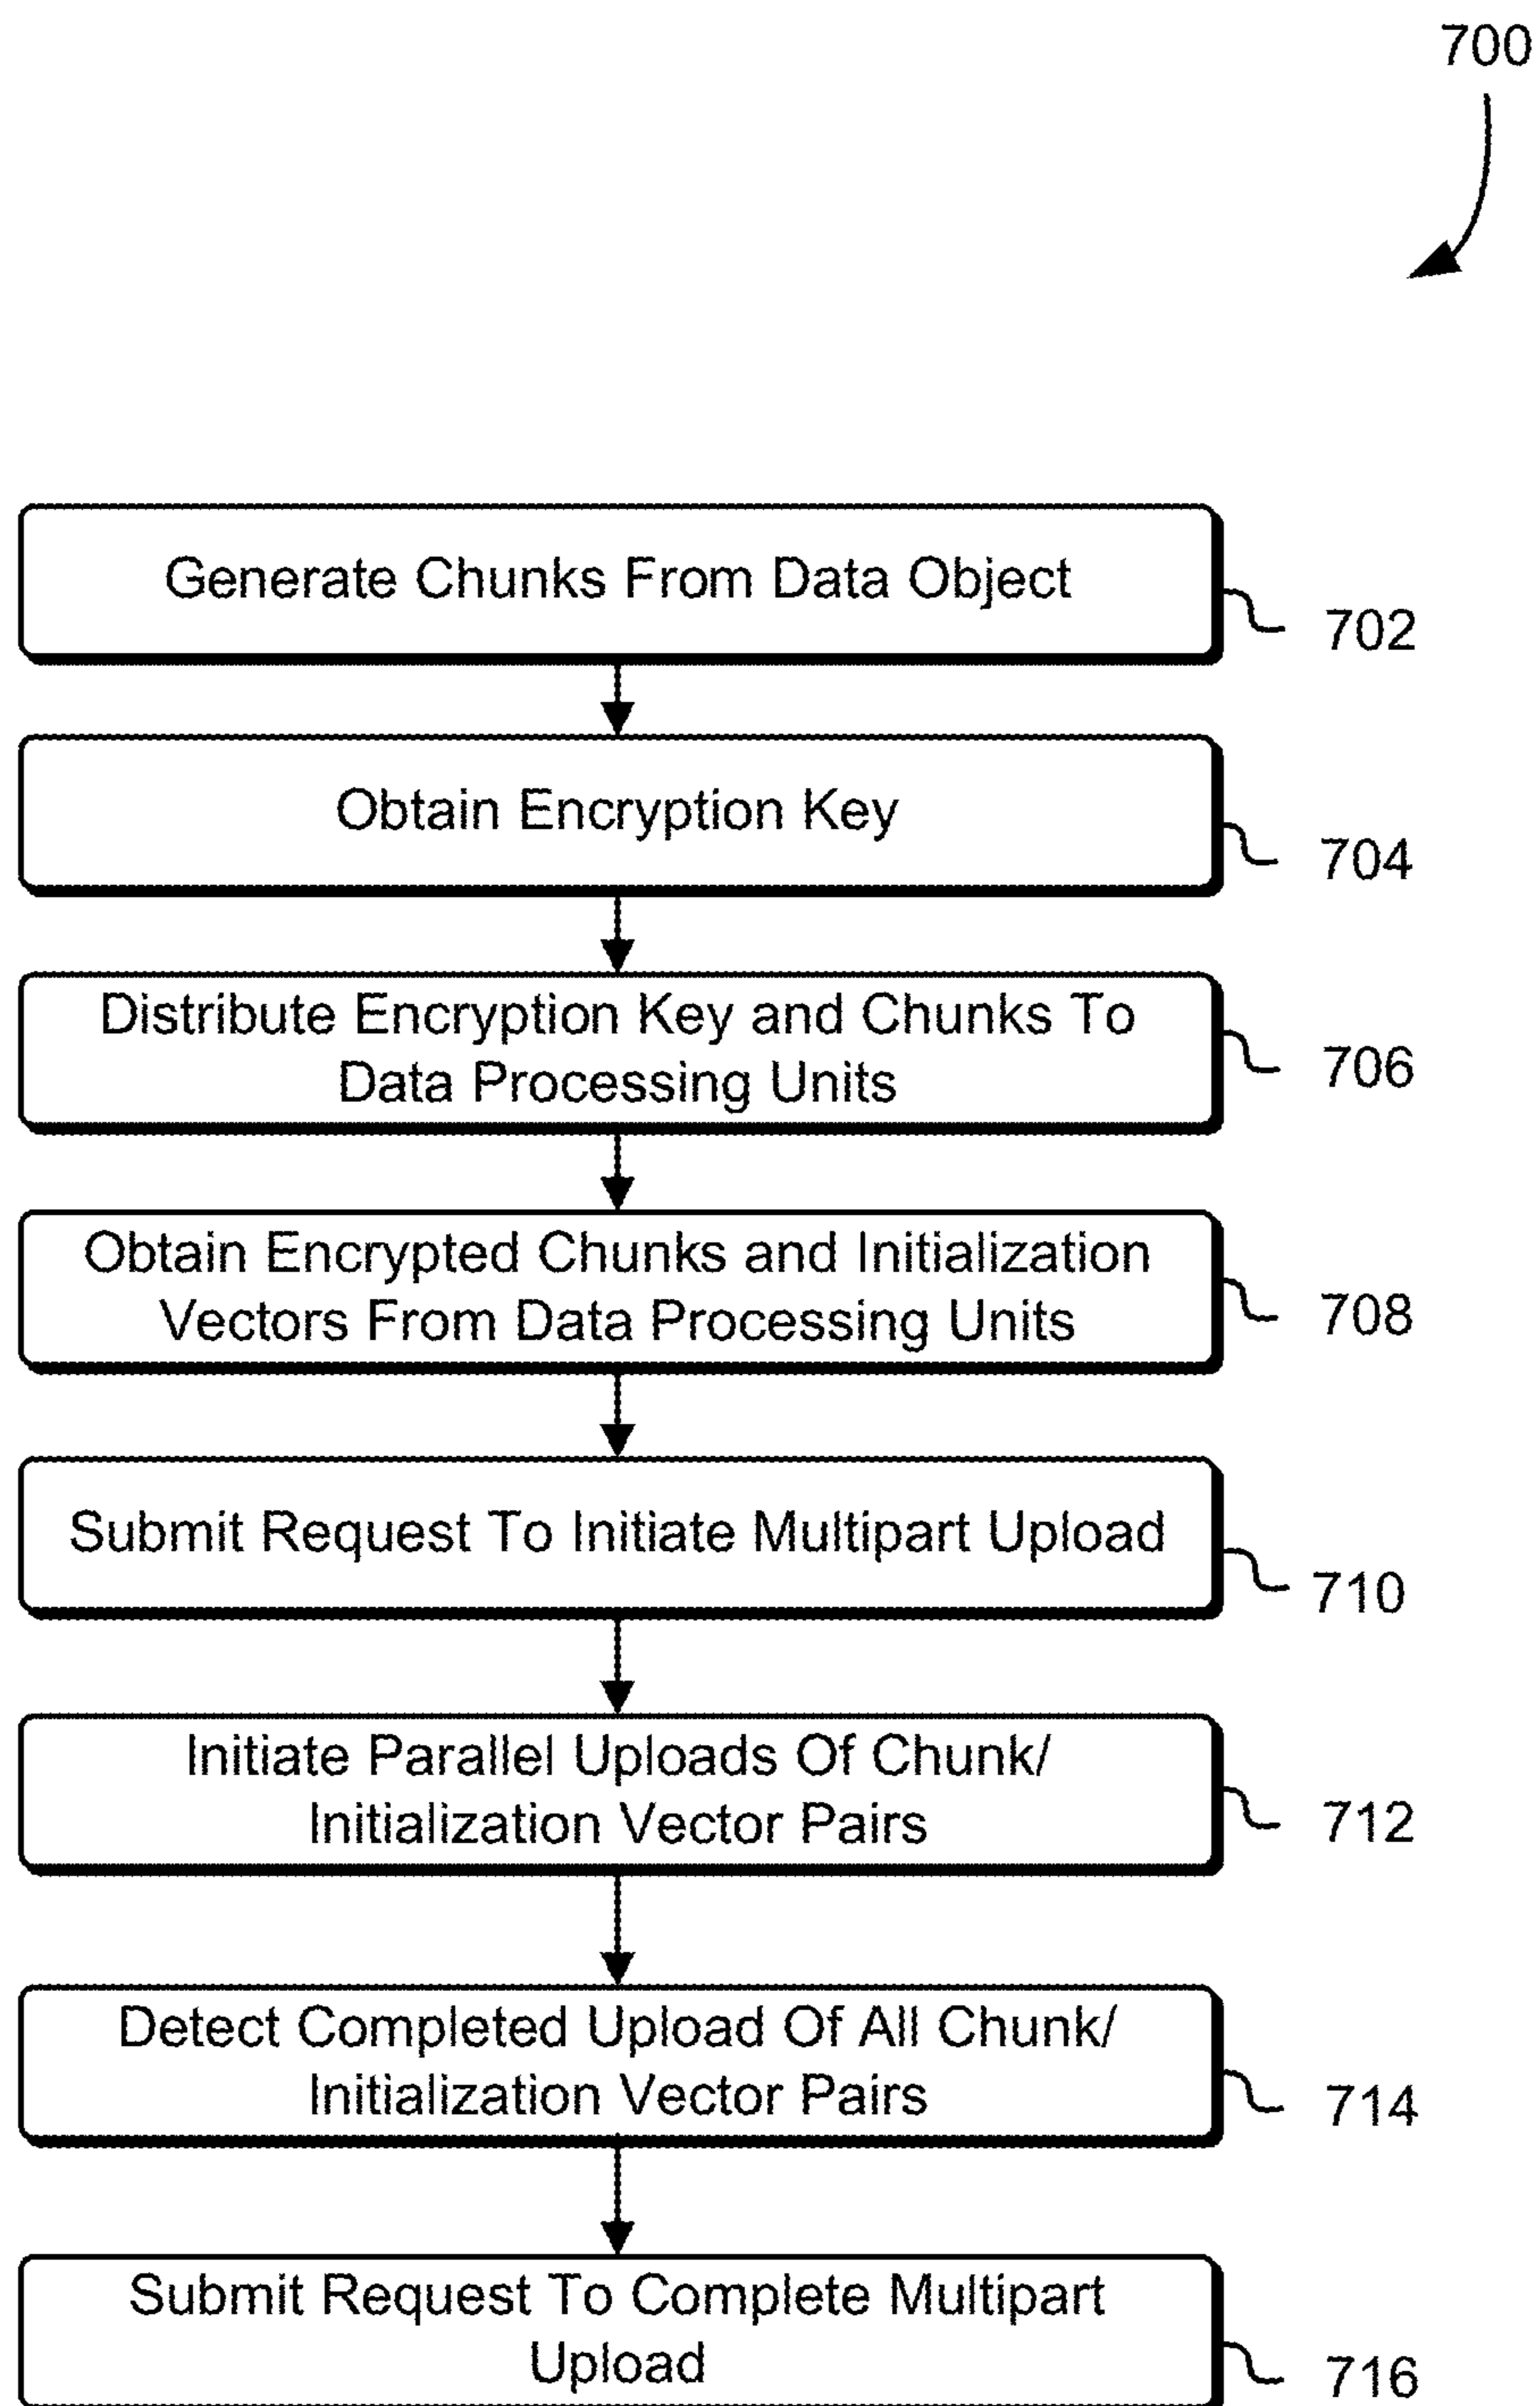 700
Generate Chunks From Data Object
702
Obtain Encryption Key
704
Distribute Encryption Key and Chunks To
Data Processing Units
706
Obtain Encrypted Chunks and Initialization
Vectors From Data Processing Units
708
Submit Request To Initiate Multipart Upload
710
Initiate Parallel Uploads Of Chunk/
Initialization Vector Pairs
712
Detect Completed Upload Of All Chunk/
Initialization Vector Pairs
714
Submit Request To Complete Multipart
Upload
716